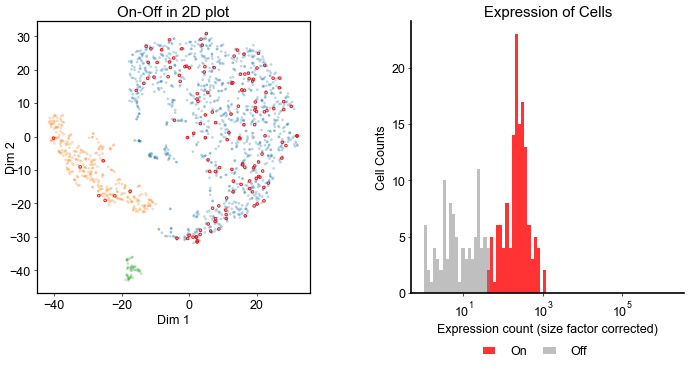 On-Off in 2D plot
30
20
10
0
−10
−20
−30
−40
Dim 2
−40 −20 0 20
Dim 1
Expression of Cells
20
15
10
5
0
Cell Counts
10¹ 10³ 10⁵
Expression count (size factor corrected)
On Off